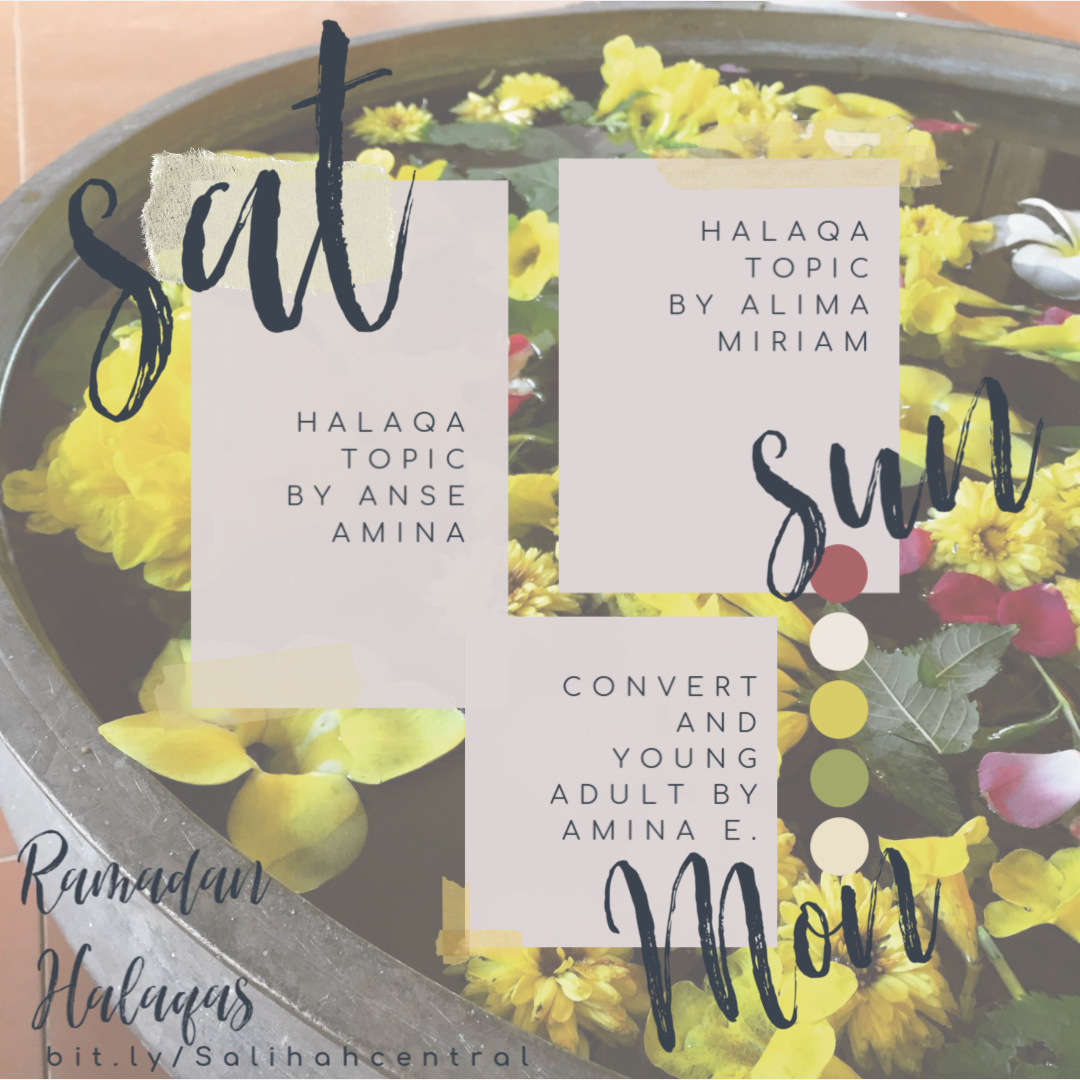 sat
HALAQA
TOPIC
BY ANSE
AMINA
HALAQA
TOPIC
BY ALIMA
MIRIAM
sun
CONVERT
AND
YOUNG
ADULT BY
AMINA E.
Mon
Ramadan
Halaqas
bit.ly/Salihahcentral